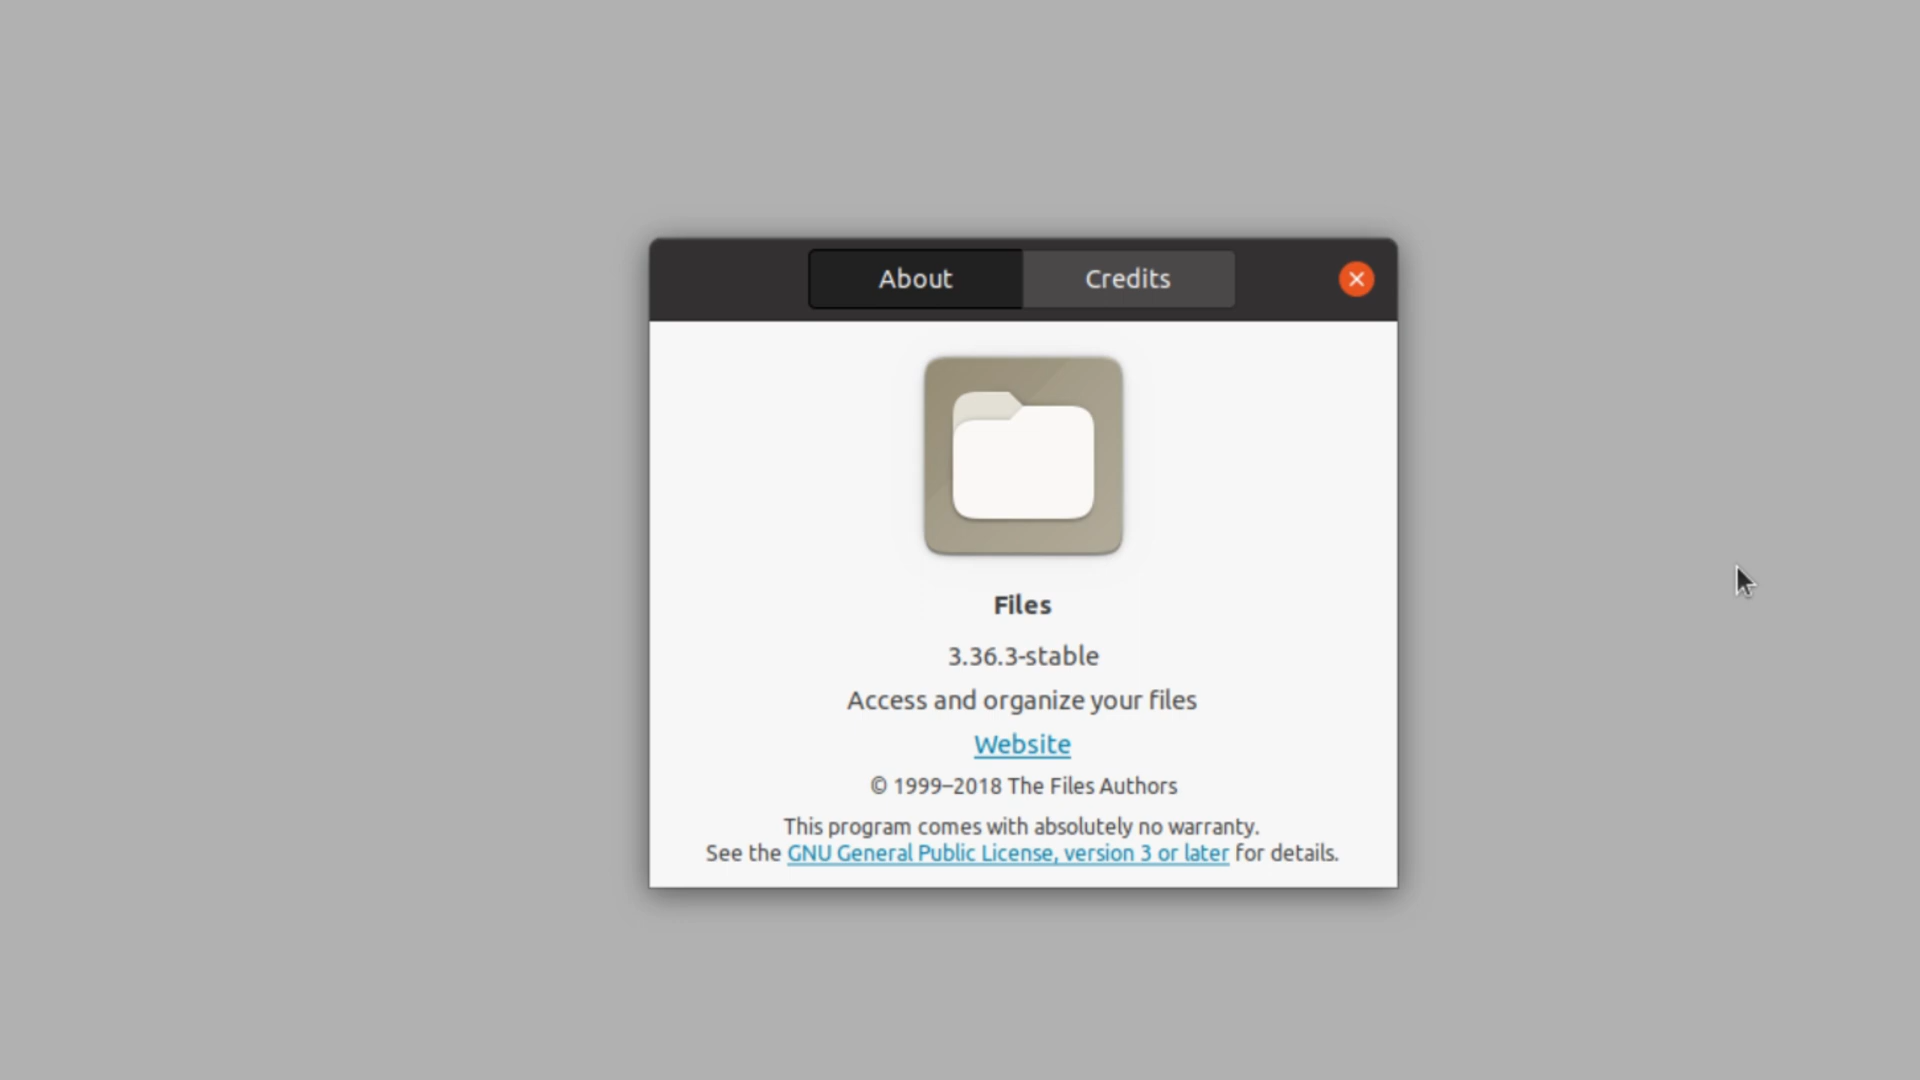 About
Credits
Files
3.36.3-stable
Access and organize your files
Website
© 1999–2018 The Files Authors
This program comes with absolutely no warranty.
See the GNU General Public License, version 3 or later for details.